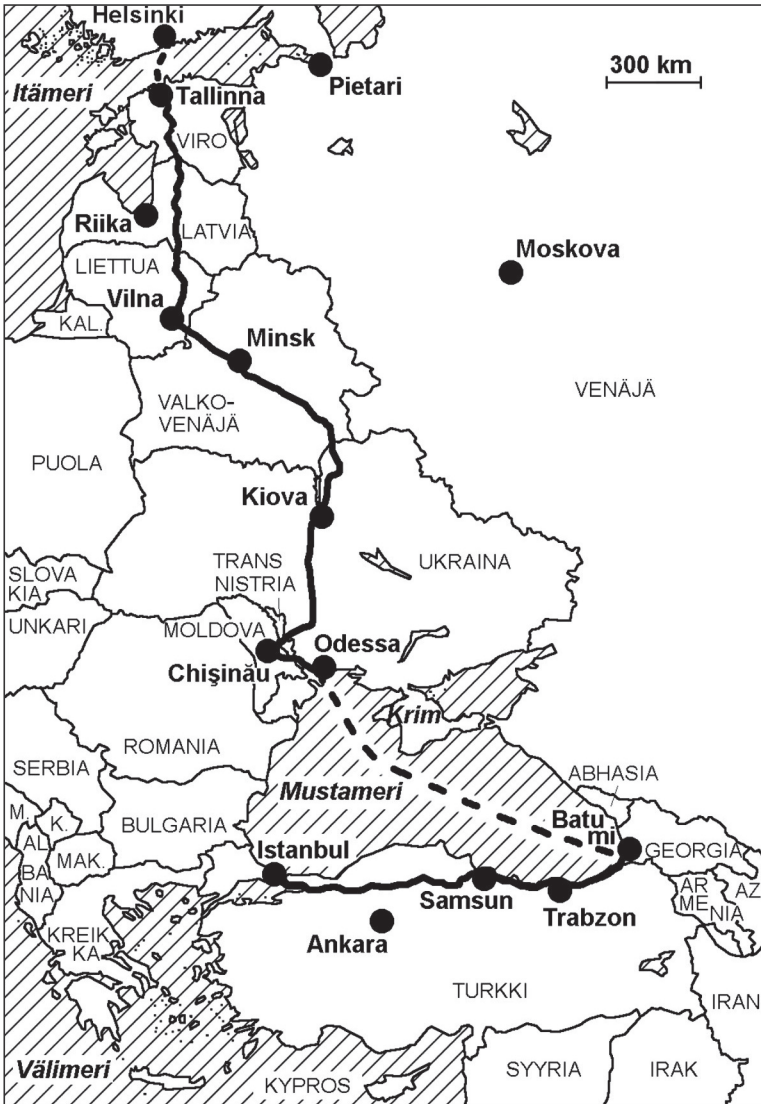 Helsinki
300 km
Itämeri
Tallinna
Pietari
VIRO
Riika
LATVIA
Moskova
LIETTUA
Vilna
KAL.
Minsk
VENÄJÄ
VALKO-
VENÄJÄ
PUOLA
Kiova
TRANS
NISTRIA
UKRAINA
SLOVA
KIA
UNKARI
MOLDOVA
Odessa
Chişinău
Krim
ROMANIA
SERBIA
ABHASIA
Mustameri
M.
K.
BULGARIA
Batu
mi
AL
BA
NIA
MAK.
Istanbul
GEORGIA
Samsun
Trabzon
AR
ME
NIA
AZ
KREIK
KA
Ankara
TURKKI
IRAN
Välimeri
KYPROS
SYYRIA
IRAK